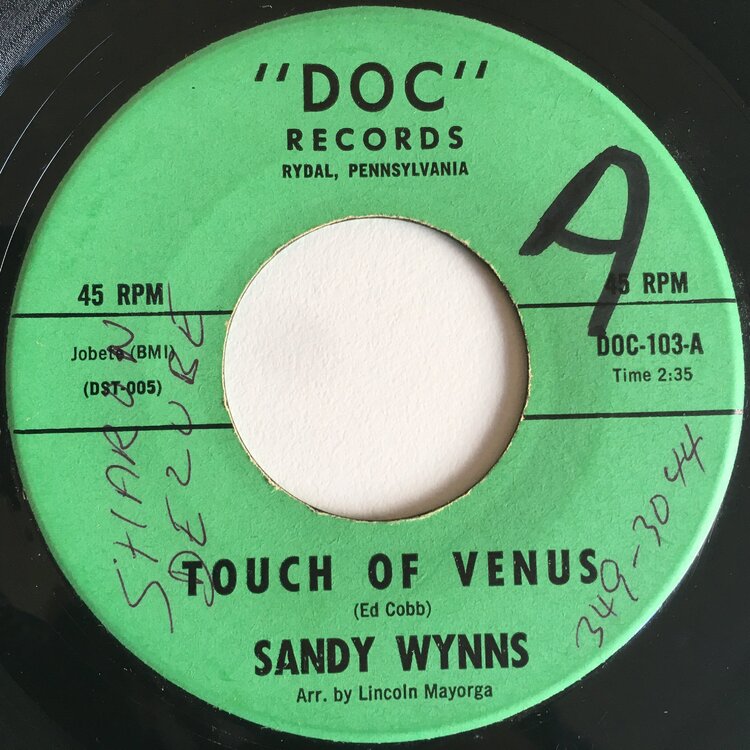 "DOC"
RECORDS
RYDAL, PENNSYLVANIA
A
45 RPM
45 RPM
Jobete (BMI)
(DST-005)
DOC-103-A
Time 2:35
SHARON
349-3044
TOUCH OF VENUS
(Ed Cobb)
SANDY WYNNS
Arr. by Lincoln Mayorga